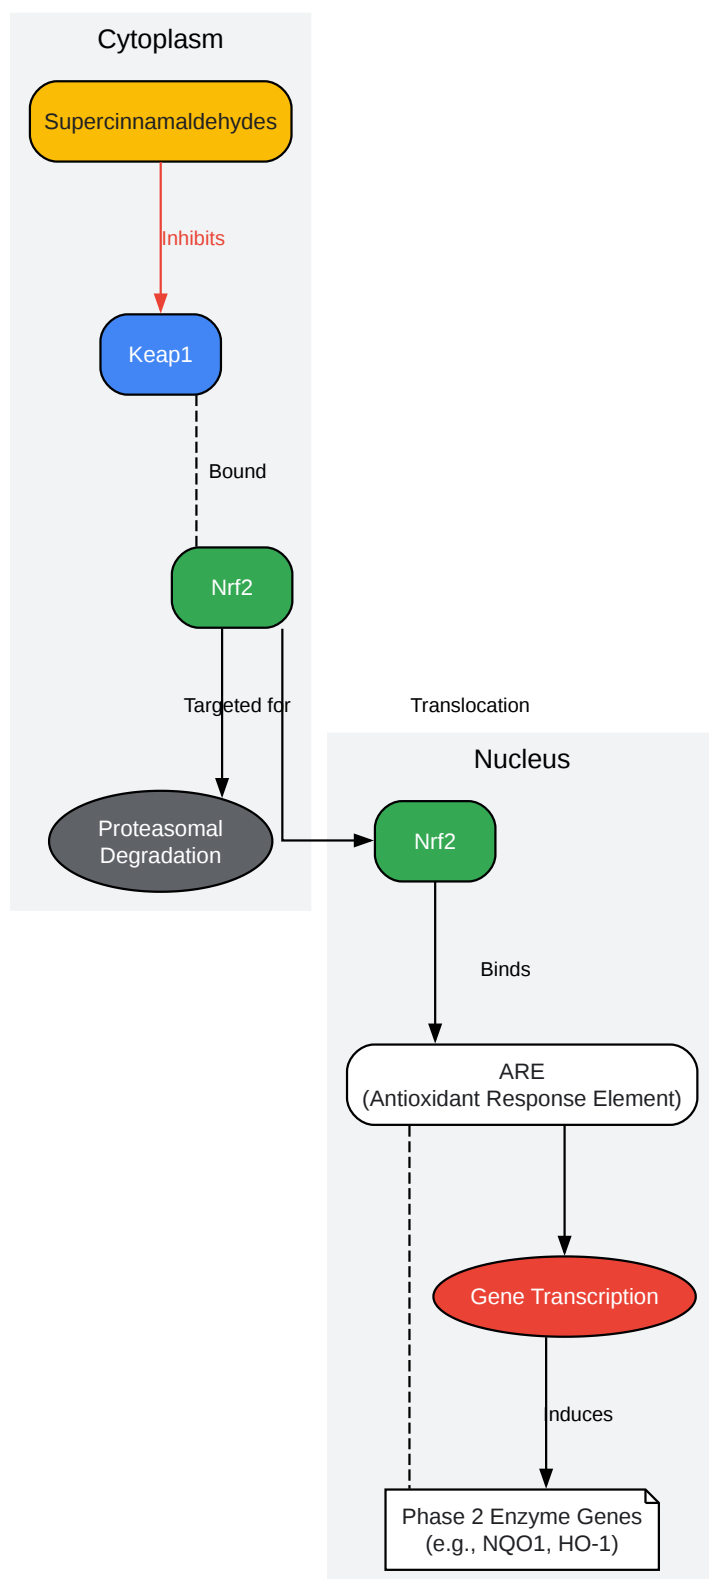 Cytoplasm
Supercinnamaldehydes
Inhibits
Keap1
Bound
Nrf2
Targeted for
Translocation
Nucleus
Proteasomal
Degradation
Nrf2
Binds
ARE
(Antioxidant Response Element)
Gene Transcription
Induces
Phase 2 Enzyme Genes
(e.g., NQO1, HO-1)